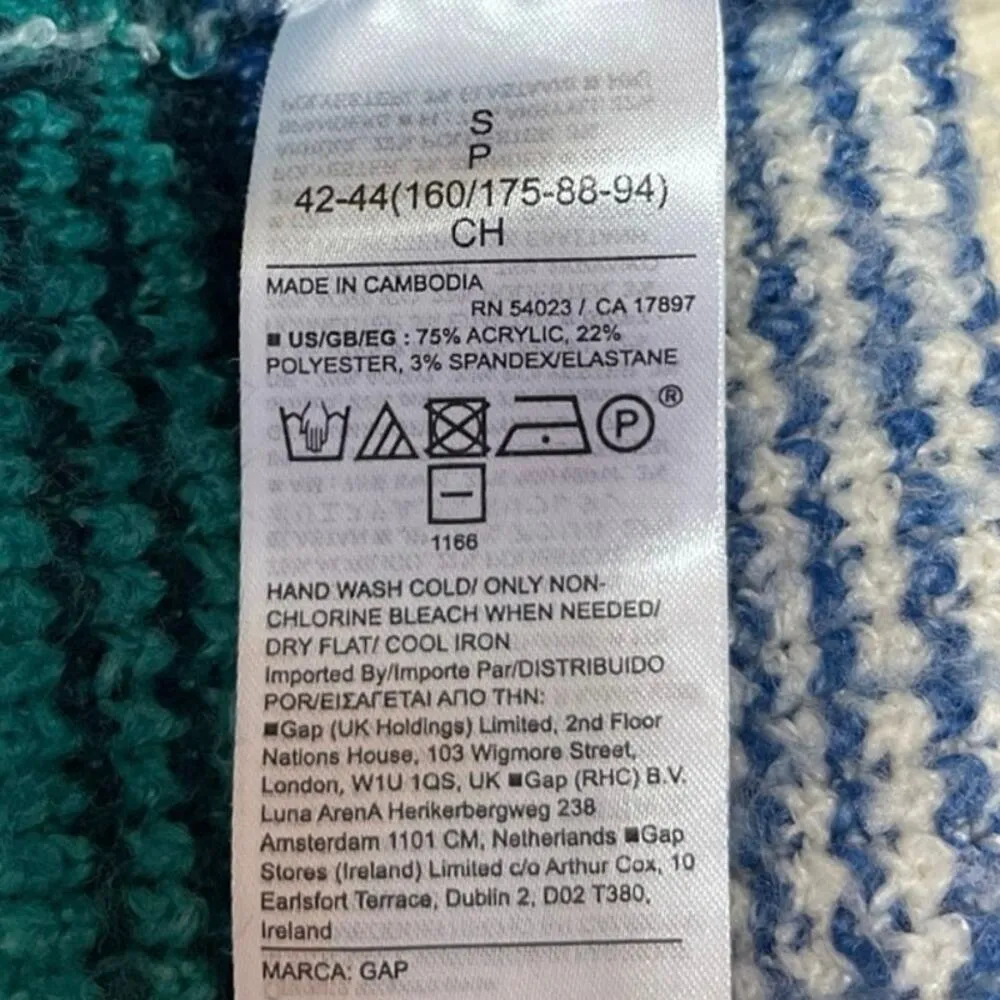 S
P
42-44(160/175-88-94)
CH
MADE IN CAMBODIA
RN 54023 / CA 17897
■ US/GB/EG : 75% ACRYLIC, 22%
POLYESTER, 3% SPANDEX/ELASTANE
P ®
1166
HAND WASH COLD/ ONLY NON-
CHLORINE BLEACH WHEN NEEDED/
DRY FLAT/ COOL IRON
Imported By/Importe Par/DISTRIBUIDO
POR/ΕΙΣΑΓΕΤΑΙ ΑΠΟ ΤΗΝ:
■Gap (UK Holdings) Limited, 2nd Floor
Nations House, 103 Wigmore Street,
London, W1U 1QS, UK ■Gap (RHC) B.V.
Luna ArenA Herikerbergweg 238
Amsterdam 1101 CM, Netherlands ■Gap
Stores (Ireland) Limited c/o Arthur Cox, 10
Earlsfort Terrace, Dublin 2, D02 T380,
Ireland
MARCA: GAP